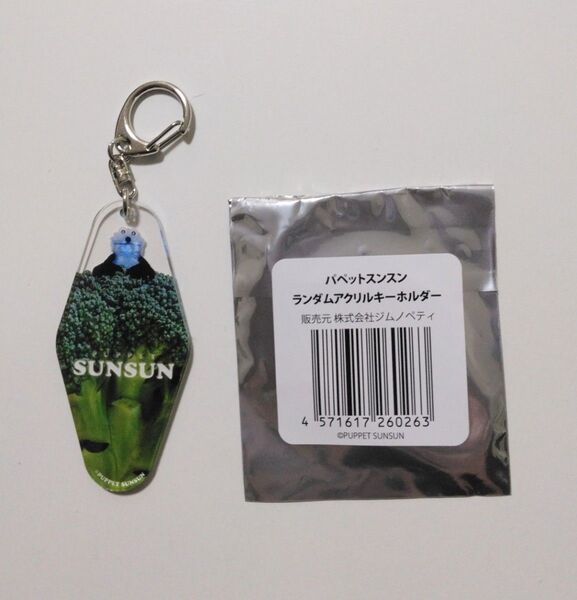 PUPPET
SUNSUN
©PUPPET SUNSUN
パペットスンスン
ランダムアクリルキーホルダー
販売元 株式会社ジムノペティ
4 571617 260263
©PUPPET SUNSUN